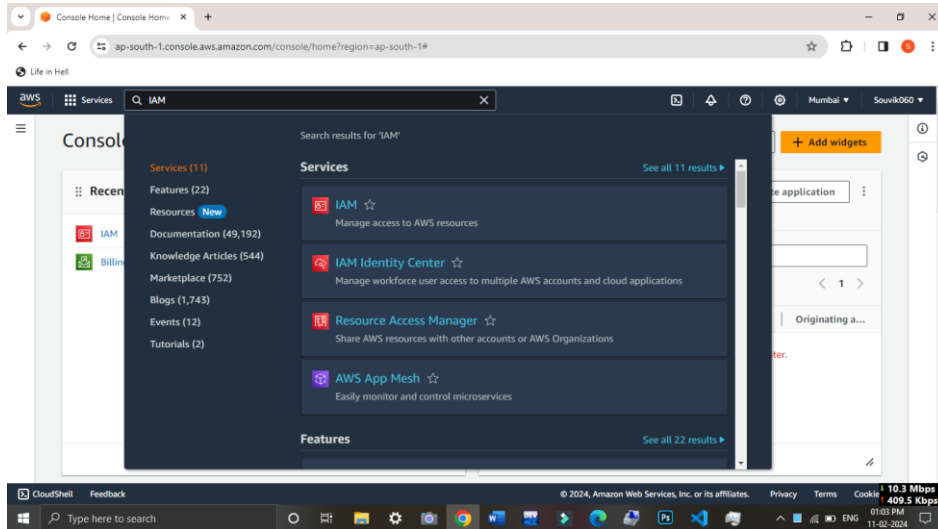 Console Home | Console Home
ap-south-1.console.aws.amazon.com/console/home?region=ap-south-1#
S
Life in Hell
aws
Services
IAM
Mumbai
Souvik060
Consol
Add widgets
Search results for 'IAM'
Services (11)
Features (22)
Resources New
Documentation (49,192)
Knowledge Articles (544)
Marketplace (752)
Blogs (1,743)
Events (12)
Tutorials (2)
Services
See all 11 results
IAM
Manage access to AWS resources
IAM Identity Center
Manage workforce user access to multiple AWS accounts and cloud applications
Resource Access Manager
Share AWS resources with other accounts or AWS Organizations
AWS App Mesh
Easily monitor and control microservices
Features
See all 22 results
Recen
IAM
Billin
te application
1
Originating a...
ter.
CloudShell
Feedback
© 2024, Amazon Web Services, Inc. or its affiliates.
Privacy
Terms
Cookie
10.3 Mbps
409.5 Kbps
Type here to search
Ps
ENG
01:03 PM
11-02-2024